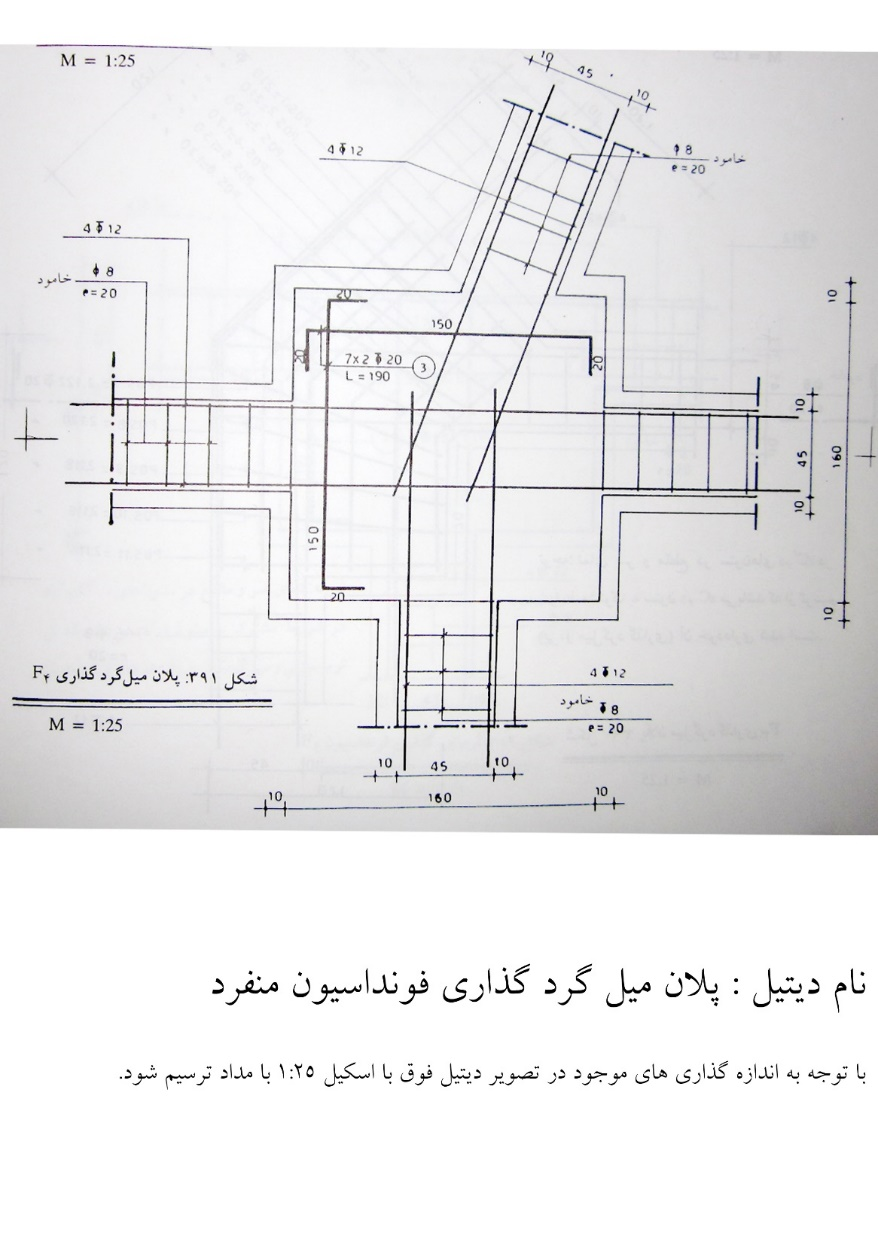 M = 1:25
10
45
10
4 Φ 12
ϕ 8 خاموت
e = 20
4 Φ 12
خاموت ϕ 8
e = 20
10
20
150
20
7x2 Φ 20 3
L = 190
20
10
45
160
10
150
20
10
4 Φ 12
خاموت Φ 8
e = 20
شکل ۳۹۱: پلان میل‌گرد گذاری F۴
M = 1:25
10 45 10
10 160 10
نام دیتیل : پلان میل گرد گذاری فونداسیون منفرد
با توجه به اندازه گذاری های موجود در تصویر دیتیل فوق با اسکیل ۱:۲۵ با مداد ترسیم شود.